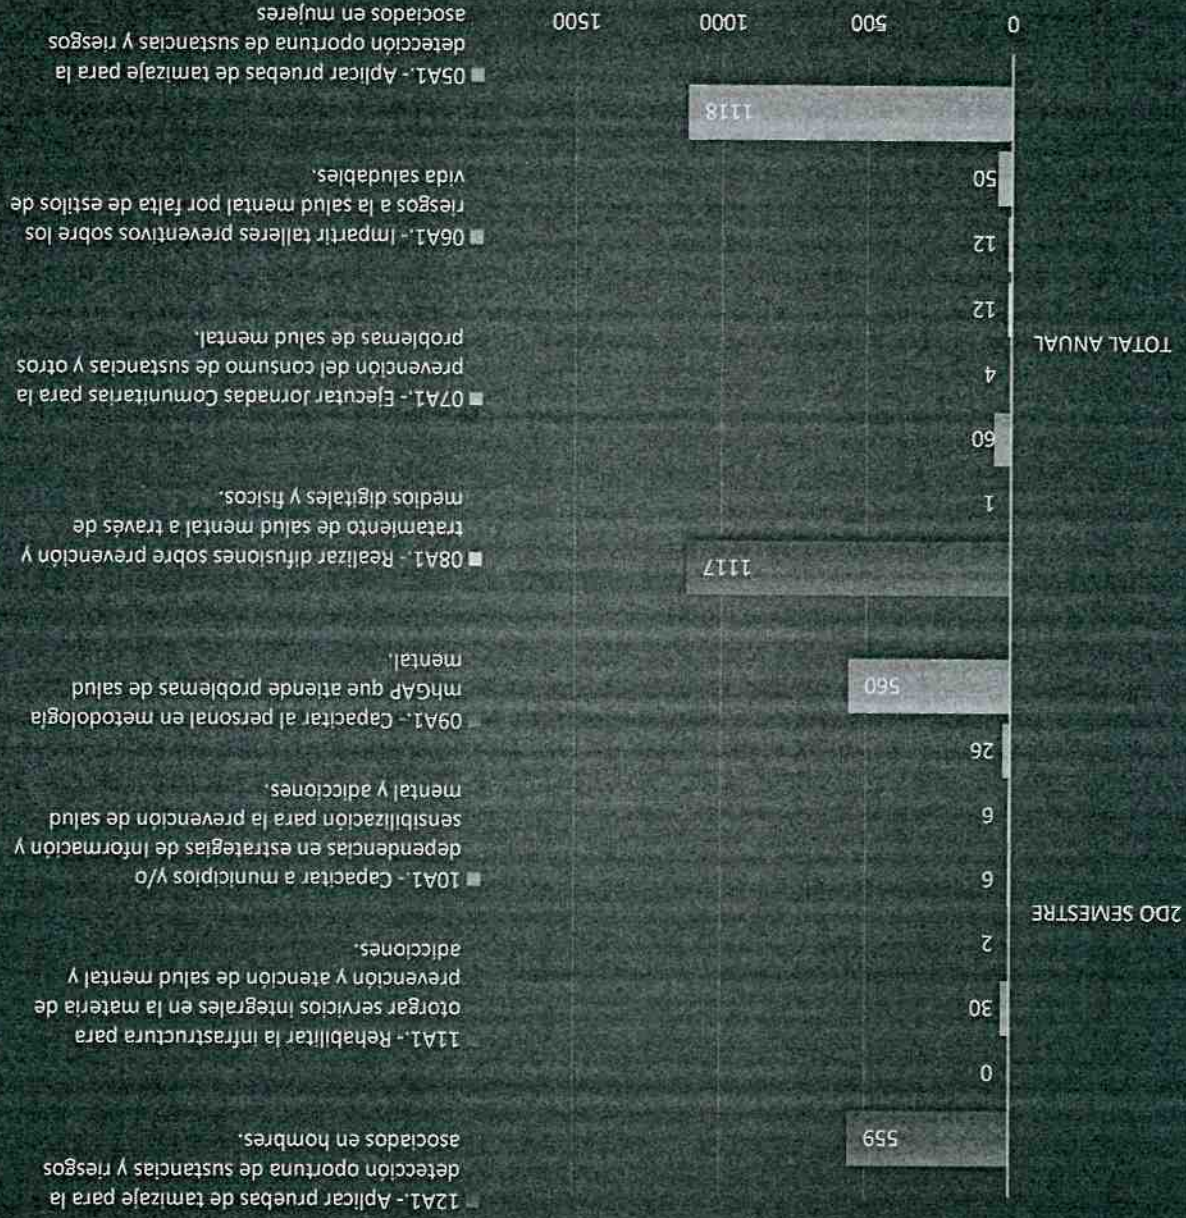 2DO SEMESTRE
559
0
30
2
6
6
26
560
TOTAL ANUAL
1117
1
60
4
12
12
50
1118
0 500 1000 1500
12A1.- Aplicar pruebas de tamizaje para la
detección oportuna de sustancias y riesgos
asociados en hombres.
11A1.- Rehabilitar la infraestructura para
otorgar servicios integrales en la materia de
prevención y atención de salud mental y
adicciones.
10A1.- Capacitar a municipios y/o
dependencias en estrategias de Información y
sensibilización para la prevención de salud
mental y adicciones.
09A1.- Capacitar al personal en metodología
mhGAP que atiende problemas de salud
mental.
08A1.- Realizar difusiones sobre prevención y
tratamiento de salud mental a través de
medios digitales y físicos.
07A1.- Ejecutar Jornadas Comunitarias para la
prevención del consumo de sustancias y otros
problemas de salud mental.
06A1.- Impartir talleres preventivos sobre los
riesgos a la salud mental por falta de estilos de
vida saludables.
05A1.- Aplicar pruebas de tamizaje para la
detección oportuna de sustancias y riesgos
asociados en mujeres